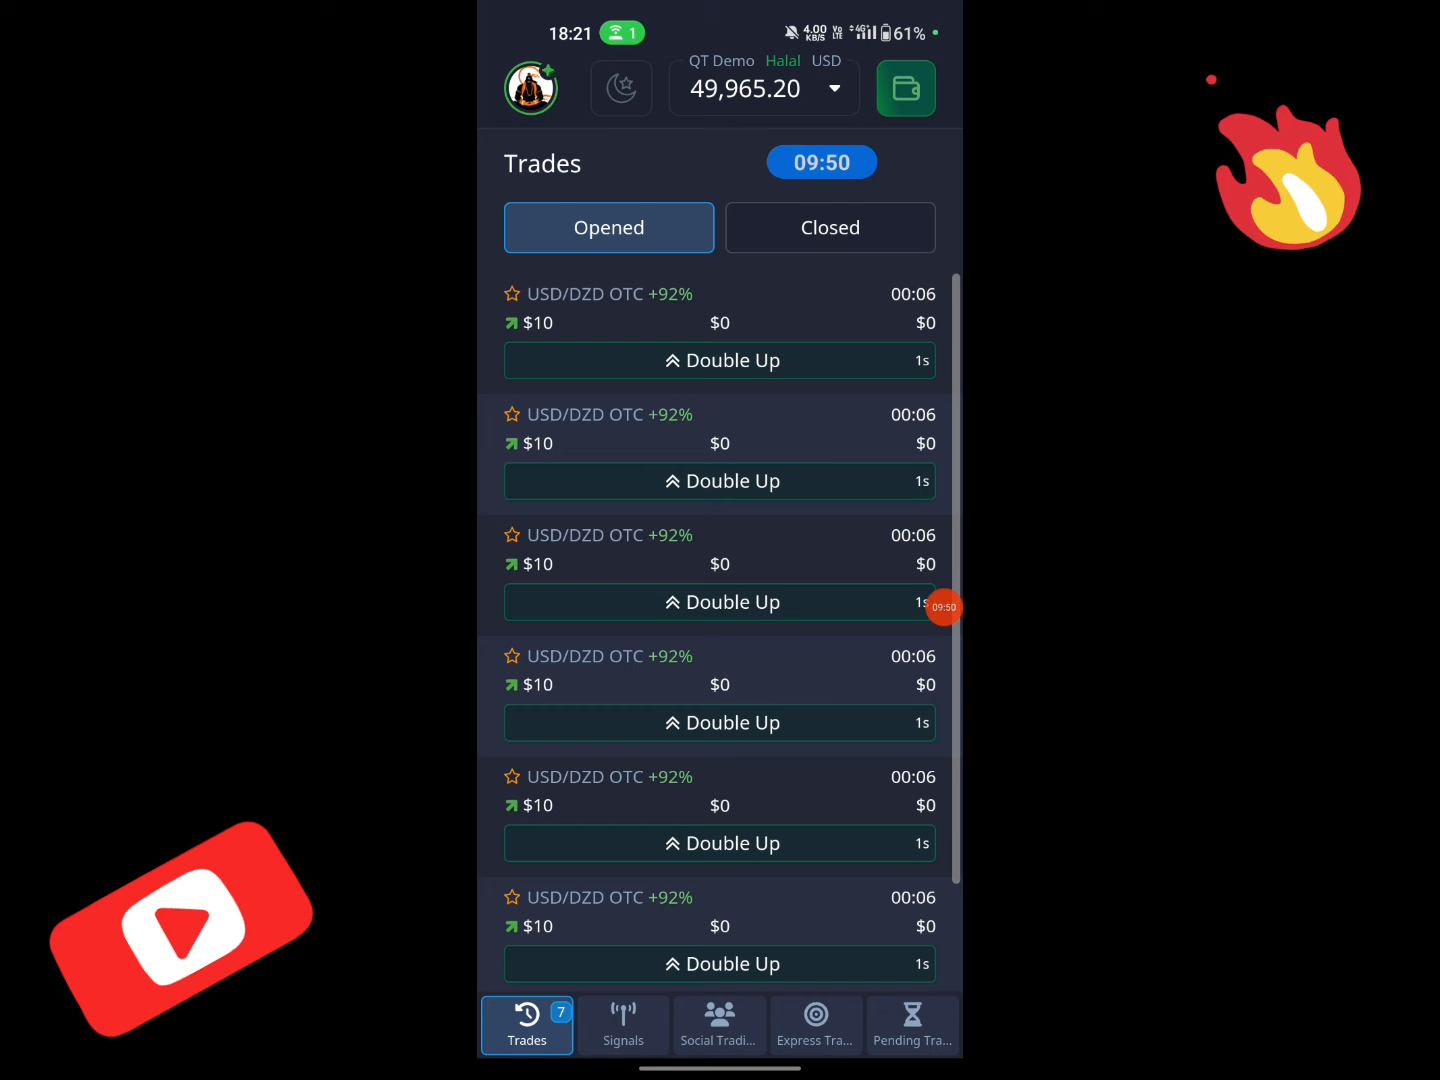 18:21 1 4.00 KB/S Vo LTE 4G+ 61%
QT Demo Halal USD
49,965.20
Trades 09:50
Opened Closed
USD/DZD OTC +92% 00:06
$10 $0 $0
Double Up 1s
USD/DZD OTC +92% 00:06
$10 $0 $0
Double Up 1s
USD/DZD OTC +92% 00:06
$10 $0 $0
Double Up 1s
09:50
USD/DZD OTC +92% 00:06
$10 $0 $0
Double Up 1s
USD/DZD OTC +92% 00:06
$10 $0 $0
Double Up 1s
USD/DZD OTC +92% 00:06
$10 $0 $0
Double Up 1s
7
Trades Signals Social Tradi... Express Tra... Pending Tra...